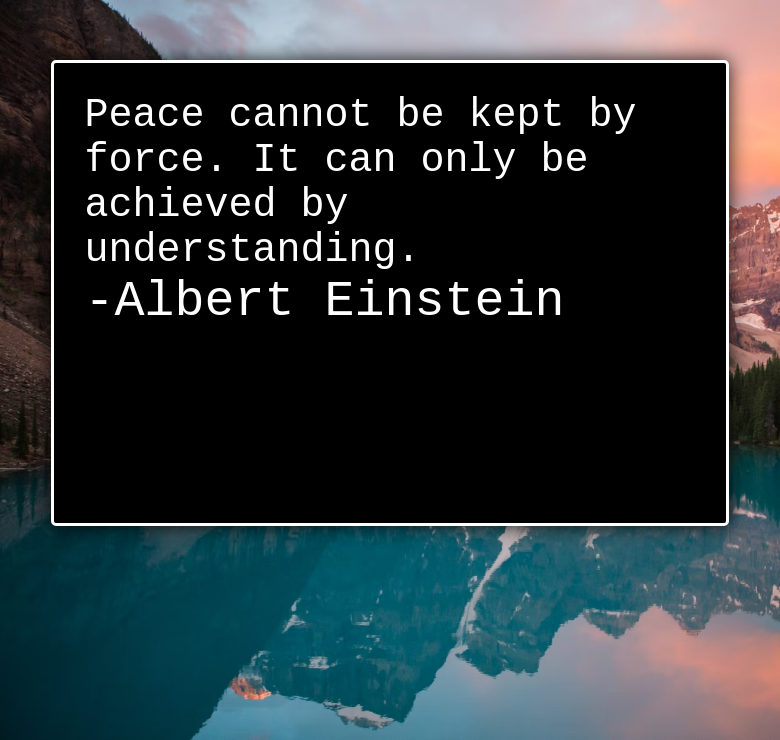 Peace cannot be kept by
force. It can only be
achieved by
understanding.
-Albert Einstein